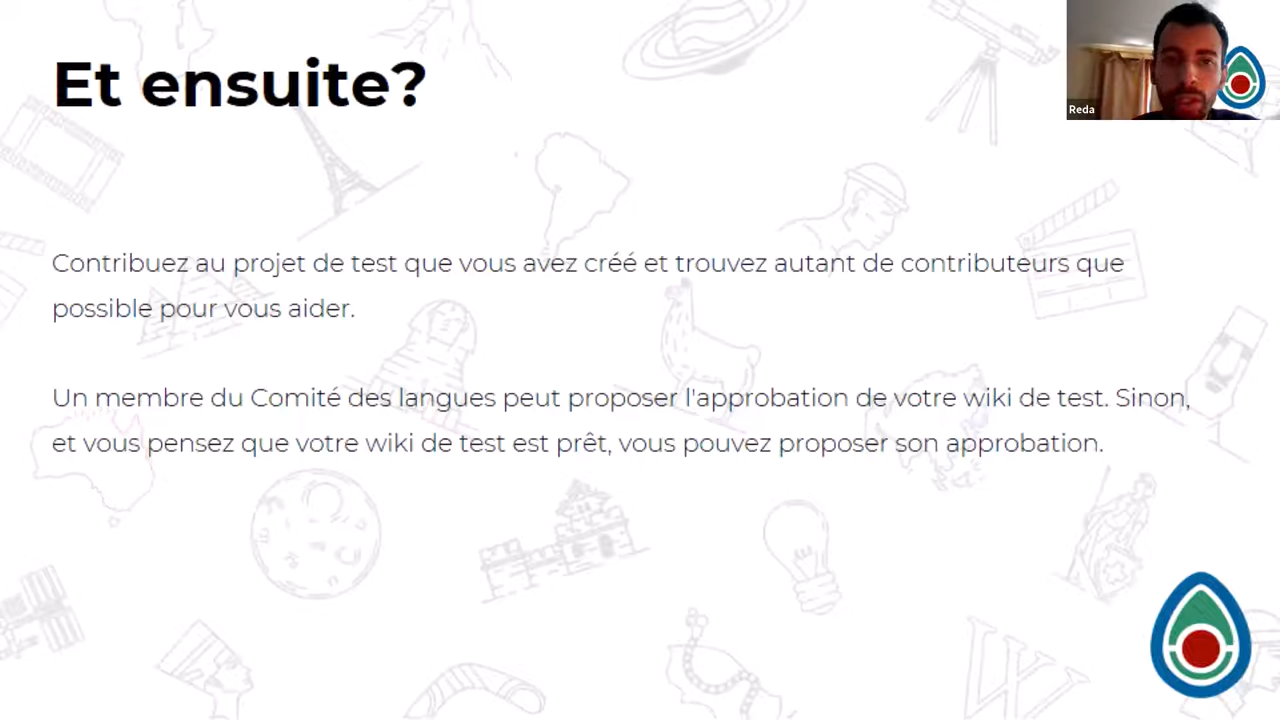 Et ensuite?
Reda
Contribuez au projet de test que vous avez créé et trouvez autant de contributeurs que
possible pour vous aider.
Un membre du Comité des langues peut proposer l'approbation de votre wiki de test. Sinon,
et vous pensez que votre wiki de test est prêt, vous pouvez proposer son approbation.